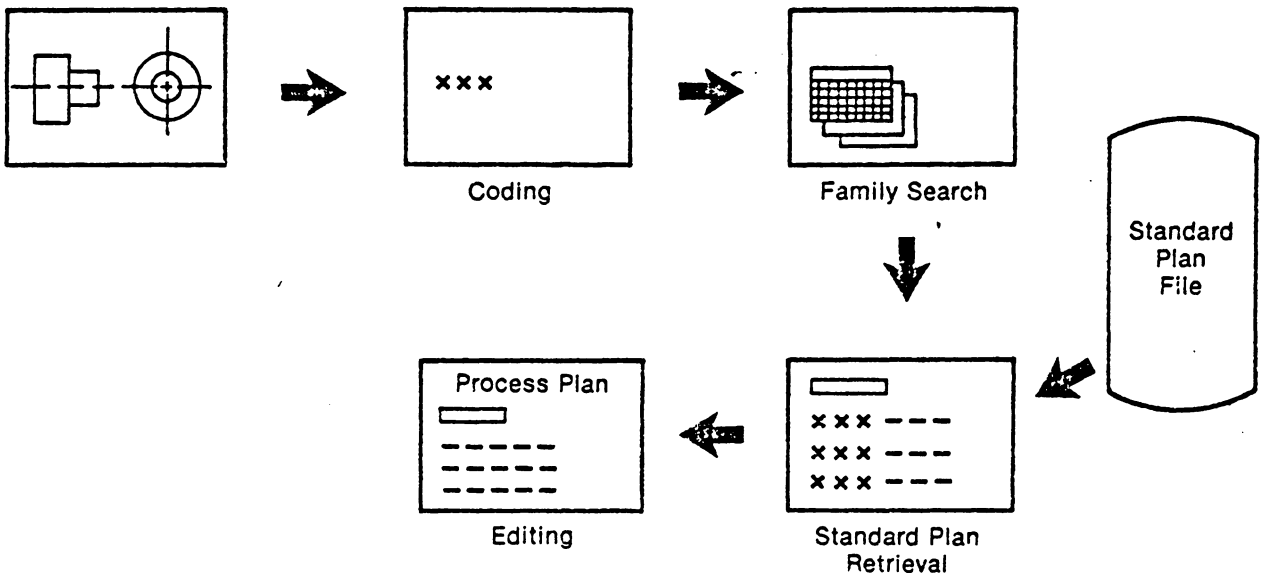 × × ×
Coding
Family Search
Standard
Plan
File
Process Plan
Editing
× × ×
× × ×
× × ×
Standard Plan
Retrieval